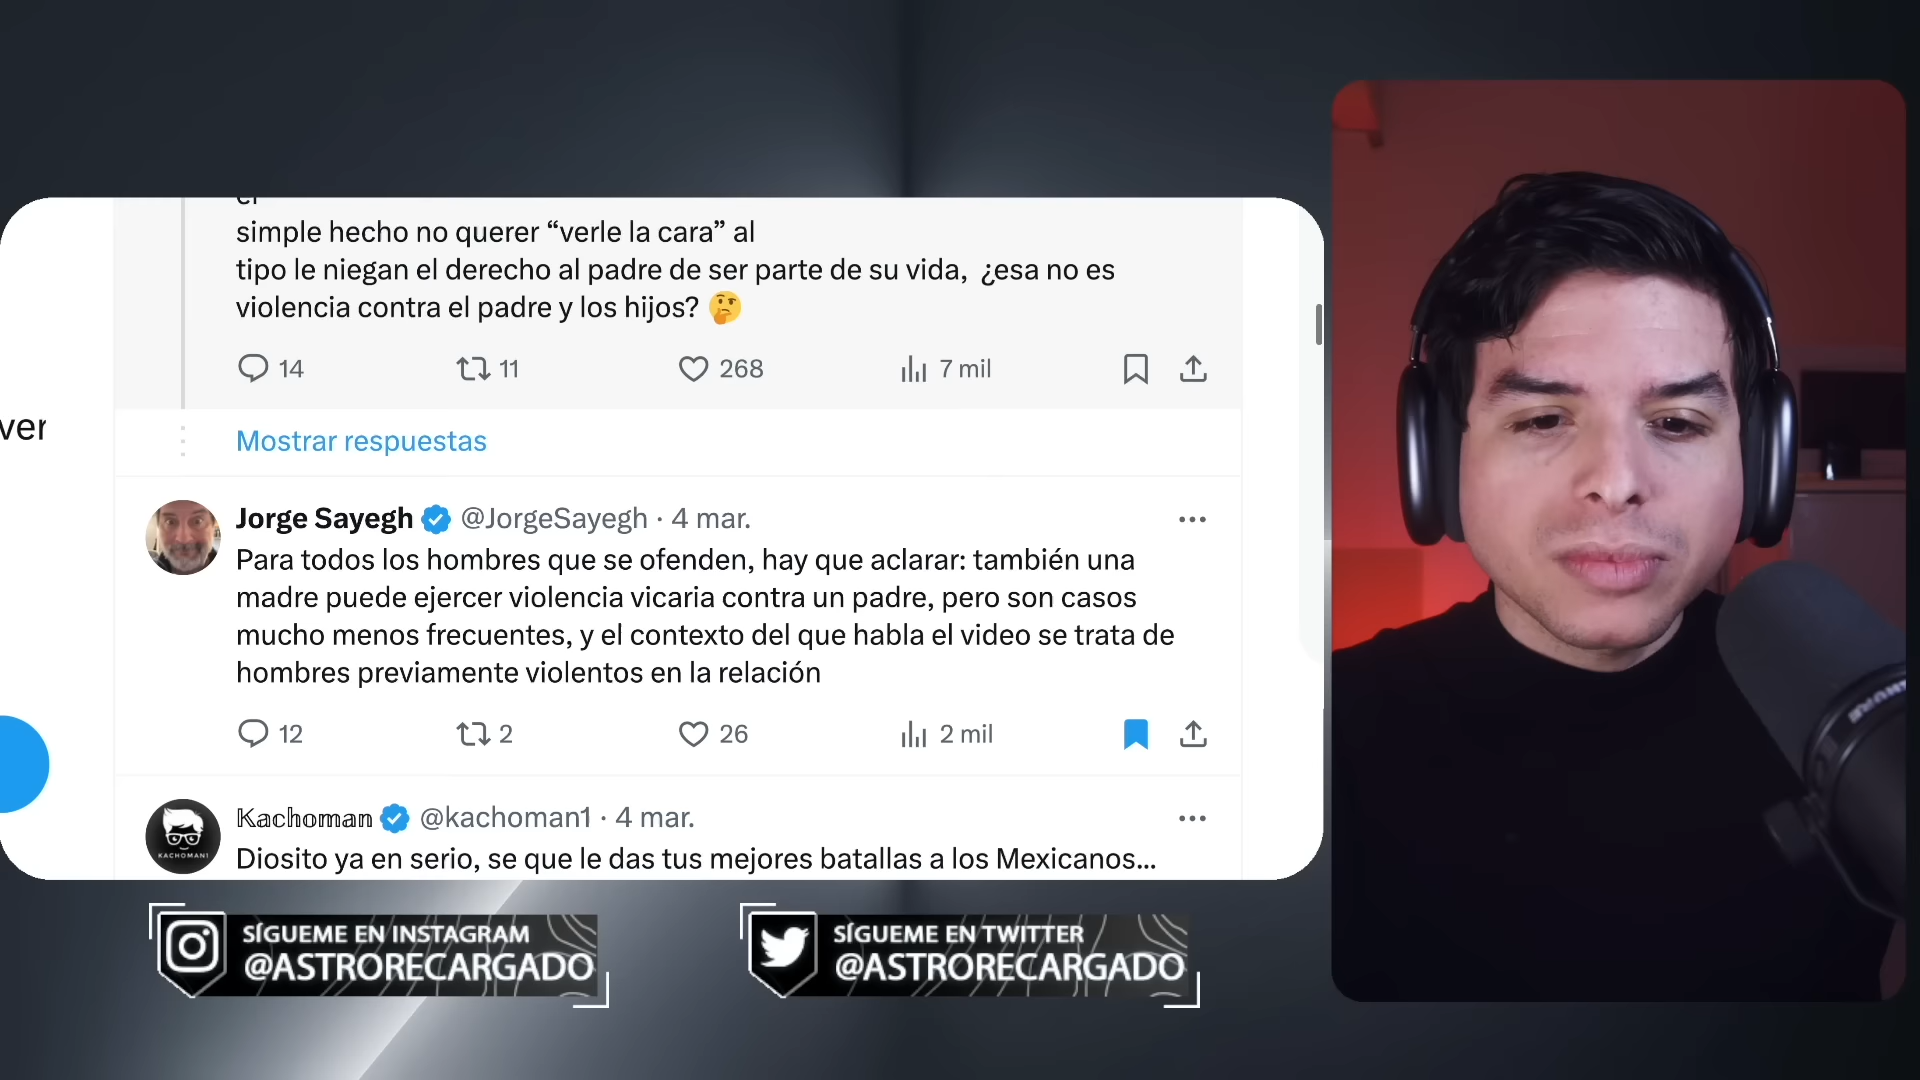 simple hecho no querer “verle la cara” al
tipo le niegan el derecho al padre de ser parte de su vida, ¿esa no es
violencia contra el padre y los hijos? 🤔
14 11 268 7 mil
ver
Mostrar respuestas
Jorge Sayegh @JorgeSayegh · 4 mar.
Para todos los hombres que se ofenden, hay que aclarar: también una
madre puede ejercer violencia vicaria contra un padre, pero son casos
mucho menos frecuentes, y el contexto del que habla el video se trata de
hombres previamente violentos en la relación
12 2 26 2 mil
𝕂𝕒𝕔𝕙𝕠𝕞𝕒𝕟 @kachoman1 · 4 mar.
Diosito ya en serio, se que le das tus mejores batallas a los Mexicanos...
KACHOMAN1
SÍGUEME EN INSTAGRAM
@ASTRORECARGADO
SÍGUEME EN TWITTER
@ASTRORECARGADO